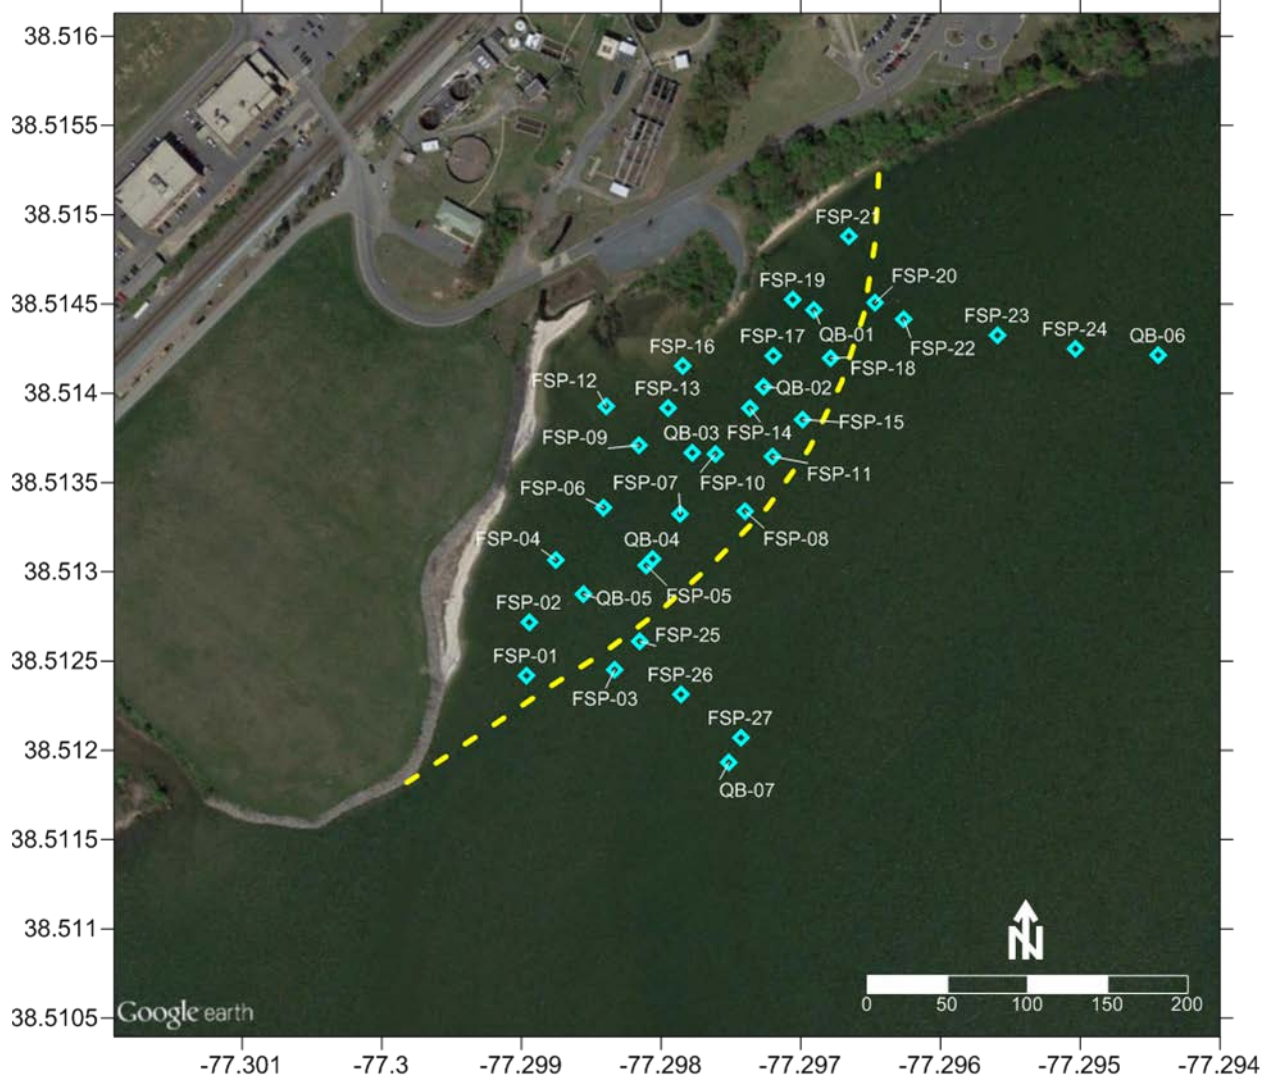 38.516
38.5155
38.515
FSP-21
FSP-19
FSP-20
38.5145
FSP-23
FSP-24
QB-06
QB-01
FSP-17
FSP-16
FSP-22
FSP-18
FSP-12
FSP-13
QB-02
38.514
FSP-15
QB-03
FSP-14
FSP-09
FSP-11
38.5135
FSP-07
FSP-10
FSP-06
FSP-04
QB-04
FSP-08
38.513
FSP-02
QB-05
FSP-05
FSP-25
FSP-01
38.5125
FSP-26
FSP-03
FSP-27
38.512
QB-07
38.5115
38.511
N
0 50 100 150 200
Google earth
38.5105
-77.301 -77.3 -77.299 -77.298 -77.297 -77.296 -77.295 -77.294